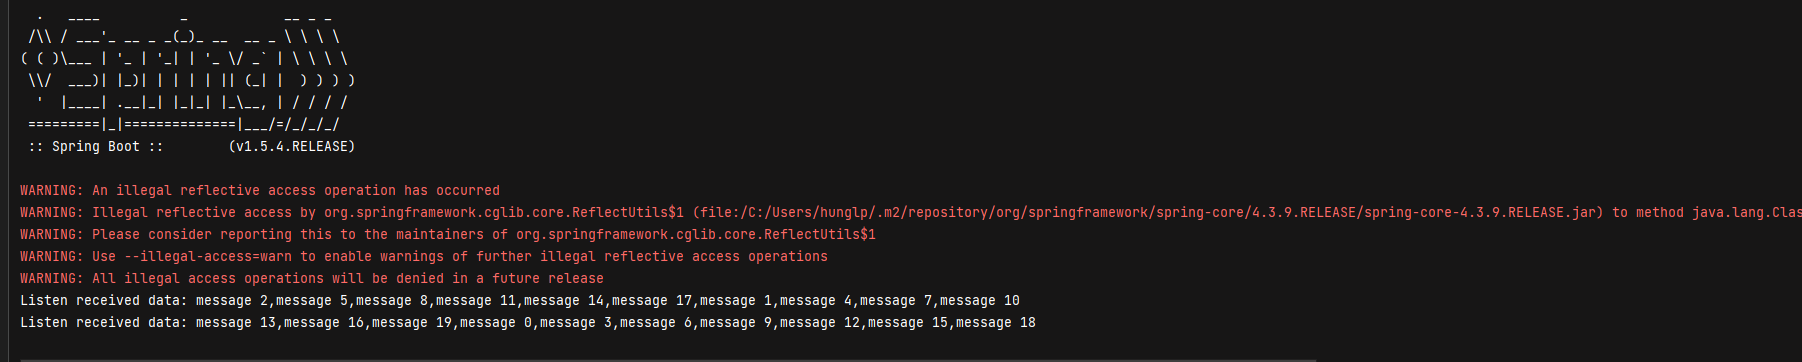 .   ____          _            __ _ _
 /\\ / ___'_ __ _ _(_)_ __  __ _ \ \ \ \
( ( )\___ | '_ | '_| | '_ \/ _` | \ \ \ \
 \\/  ___)| |_)| | | | | || (_| |  ) ) ) )
  '  |____| .__|_| |_|_| |_\__, | / / / /
 =========|_|==============|___/=/_/_/_/
 :: Spring Boot ::        (v1.5.4.RELEASE)
WARNING: An illegal reflective access operation has occurred
WARNING: Illegal reflective access by org.springframework.cglib.core.ReflectUtils$1 (file:/C:/Users/hunglp/.m2/repository/org/springframework/spring-core/4.3.9.RELEASE/spring-core-4.3.9.RELEASE.jar) to method java.lang.Clas
WARNING: Please consider reporting this to the maintainers of org.springframework.cglib.core.ReflectUtils$1
WARNING: Use --illegal-access=warn to enable warnings of further illegal reflective access operations
WARNING: All illegal access operations will be denied in a future release
Listen received data: message 2,message 5,message 8,message 11,message 14,message 17,message 1,message 4,message 7,message 10
Listen received data: message 13,message 16,message 19,message 0,message 3,message 6,message 9,message 12,message 15,message 18